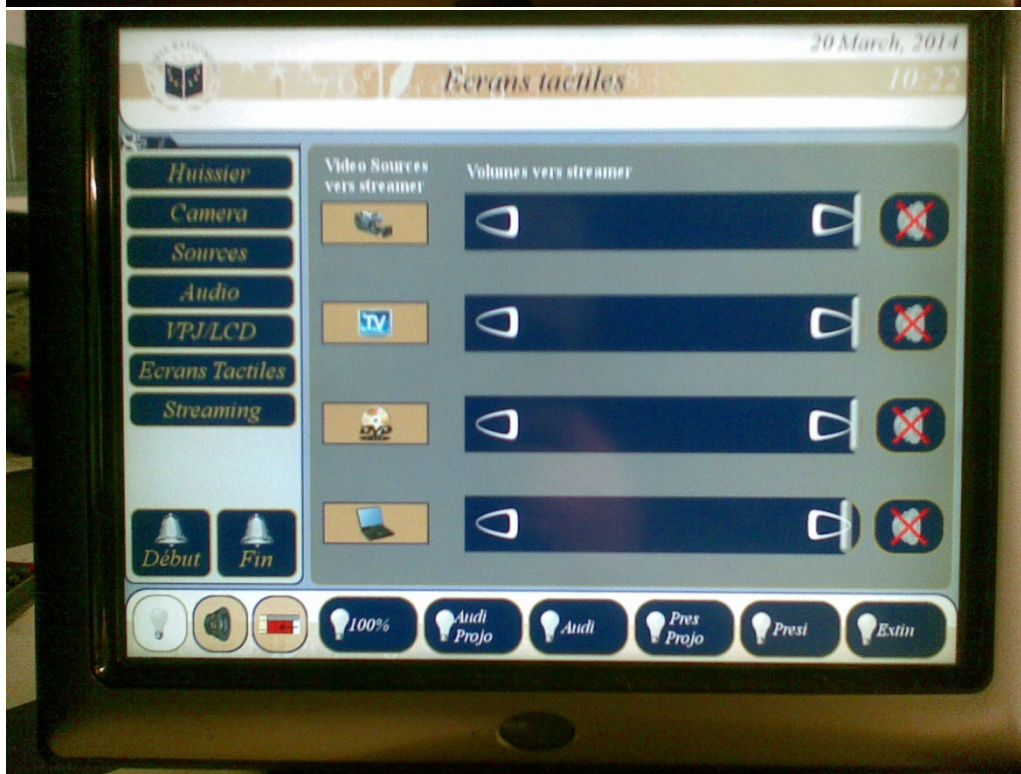 20 March, 2014
Ecrans tactiles
10:22
Huissier
Camera
Sources
Audio
VPJ/LCD
Ecrans Tactiles
Streaming
Début
Fin
Video Sources
vers streamer
Volumes vers streamer
TV
DVD
100%
Audi
Projo
Audi
Pres
Projo
Presi
Extin